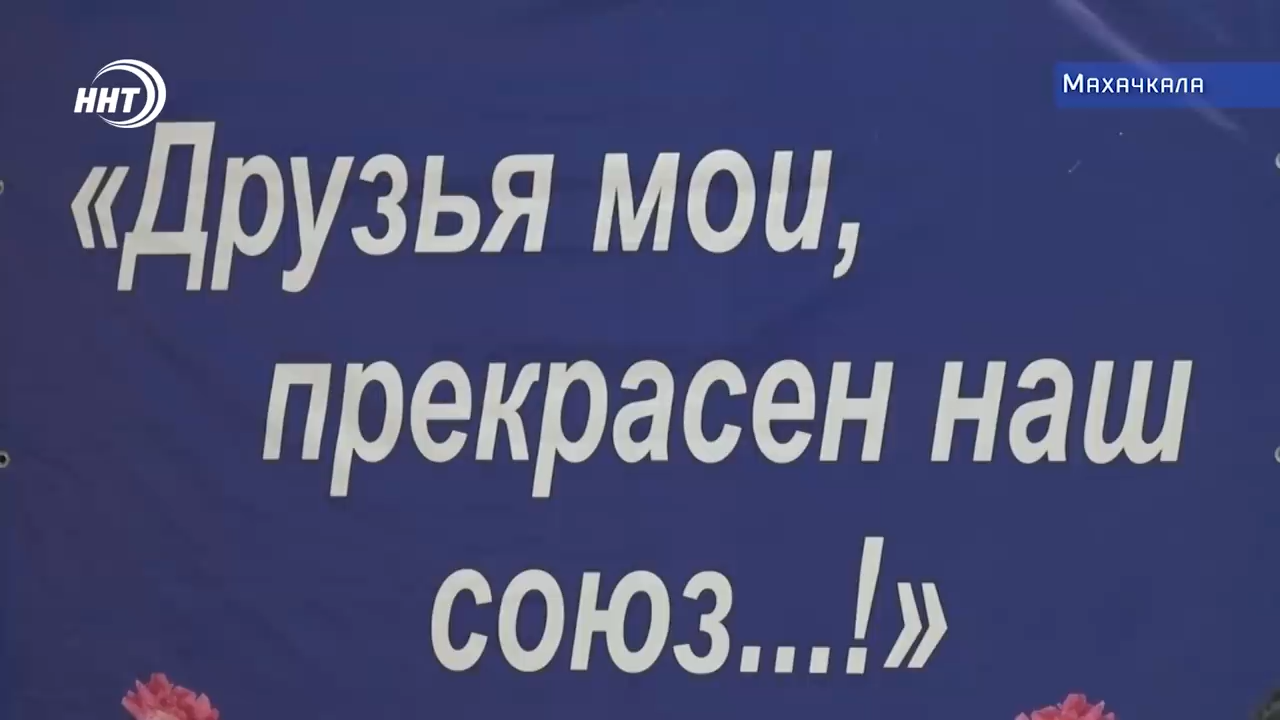 ННТ
Махачкала
«Друзья мои,
прекрасен наш
союз...!»